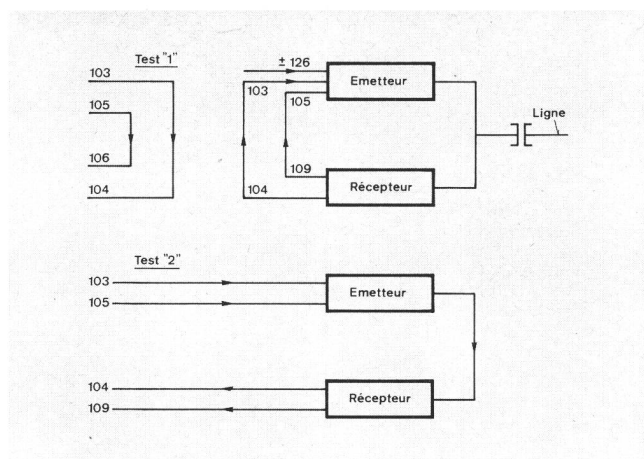 Test "1"
103
105
106
104
± 126
103
105
109
104
Emetteur
Récepteur
Ligne
Test "2"
103
105
104
109
Emetteur
Récepteur